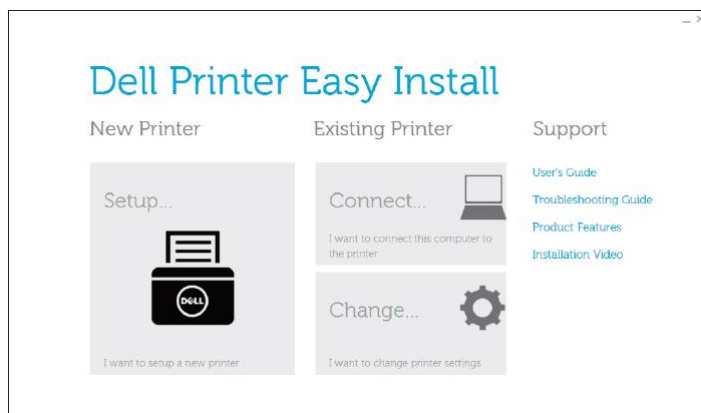 Dell Printer Easy Install
New Printer
Setup...
DELL
I want to setup a new printer
Existing Printer
Connect...
I want to connect this computer to
the printer
Change...
I want to change printer settings
Support
User's Guide
Troubleshooting Guide
Product Features
Installation Video